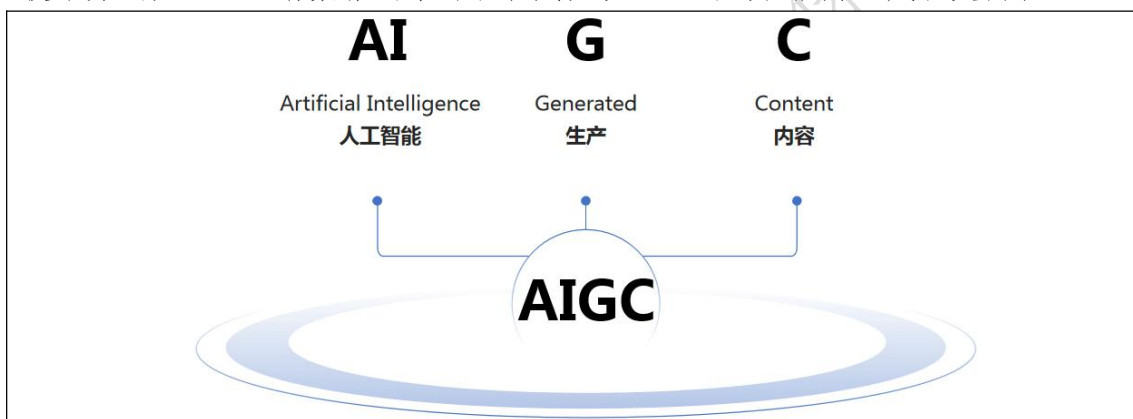 AI G C
Artificial Intelligence Generated Content
人工智能 生产 内容
AIGC